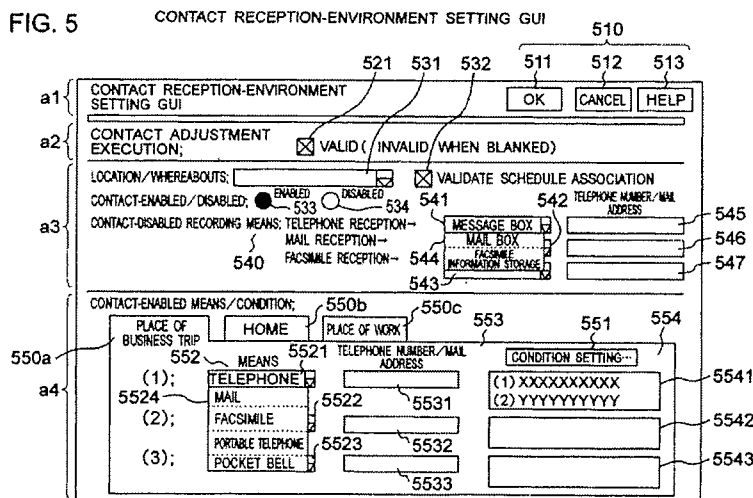 FIG. 5
CONTACT RECEPTION-ENVIRONMENT SETTING GUI
510
521 531 532 511 512 513
a1 CONTACT RECEPTION-ENVIRONMENT
SETTING GUI
OK CANCEL HELP
a2 CONTACT ADJUSTMENT
EXECUTION; VALID ( INVALID WHEN BLANKED)
a3
LOCATION/WHEREABOUTS; VALIDATE SCHEDULE ASSOCIATION
CONTACT-ENABLED/DISABLED; ENABLED DISABLED
533 534
541 542 TELEPHONE NUMBER/MAIL
ADDRESS
CONTACT-DISABLED RECORDING MEANS; TELEPHONE RECEPTION→ MESSAGE BOX 545
540 MAIL RECEPTION→ 544 MAIL BOX 546
FACSIMILE RECEPTION→ FACSIMILE
INFORMATION STORAGE 547
543
a4
CONTACT-ENABLED MEANS/CONDITION; 550b 550c
550a PLACE OF
BUSINESS TRIP HOME PLACE OF WORK
553 551 554
552 MEANS 5521 TELEPHONE NUMBER/MAIL
ADDRESS CONDITION SETTING···
(1); TELEPHONE 5531 (1) XXXXXXXXXX 5541
5524 MAIL (2) YYYYYYYYYY
(2); FACSIMILE 5522 5532 5542
PORTABLE TELEPHONE
(3); POCKET BELL 5523 5533 5543